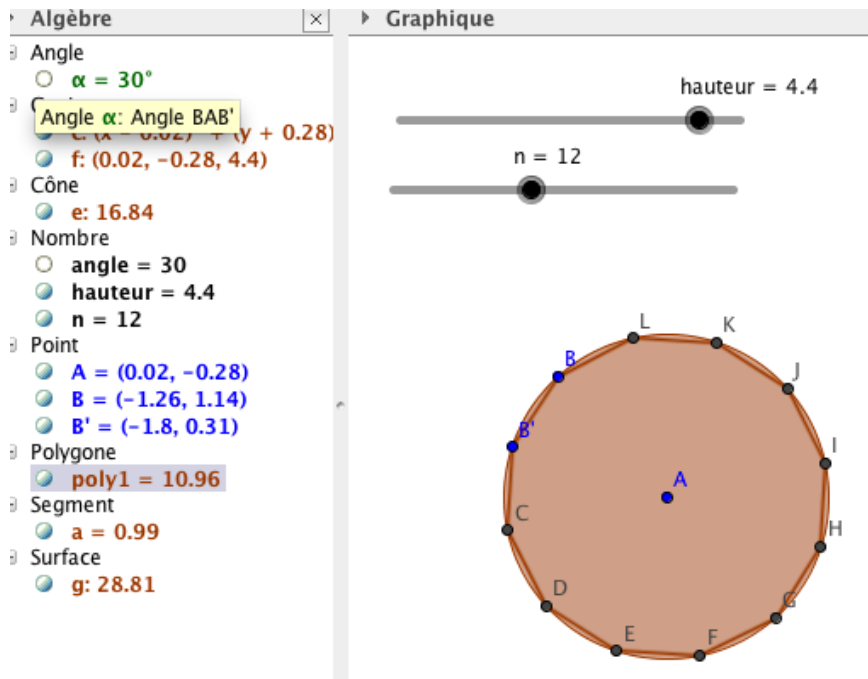 Algèbre
Angle
α = 30°
Angle α: Angle BAB'
+ (y + 0.28)
f: (0.02, −0.28, 4.4)
Cône
e: 16.84
Nombre
angle = 30
hauteur = 4.4
n = 12
Point
A = (0.02, −0.28)
B = (−1.26, 1.14)
B' = (−1.8, 0.31)
Polygone
poly1 = 10.96
Segment
a = 0.99
Surface
g: 28.81
Graphique
hauteur = 4.4
n = 12
L
K
B
J
B'
I
A
C
H
D
G
E
F